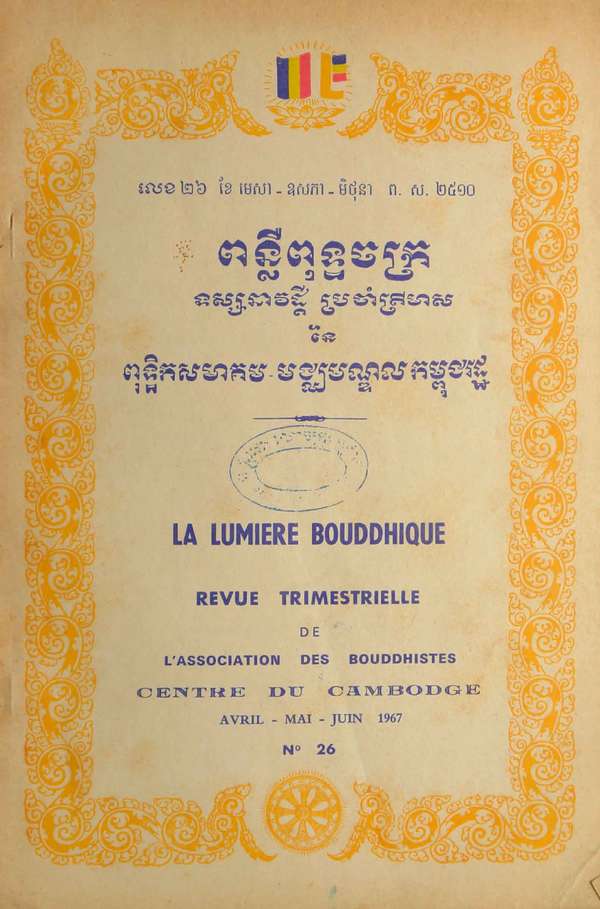 លេខ ២៦ ខែ មេសា - ឧសភា - មិថុនា ព. ស. ២៥១០
ពន្លឺពុទ្ធចក្រ
ទស្សនាវដ្ដី ប្រចាំត្រីមាស
នៃ
ពុទ្ធិកសមាគម-មជ្ឈមណ្ឌលកម្ពុជរដ្ឋ
LA LUMIERE BOUDDHIQUE
REVUE TRIMESTRIELLE
DE
L'ASSOCIATION DES BOUDDHISTES
CENTRE DU CAMBODGE
AVRIL - MAI - JUIN 1967
Nº 26